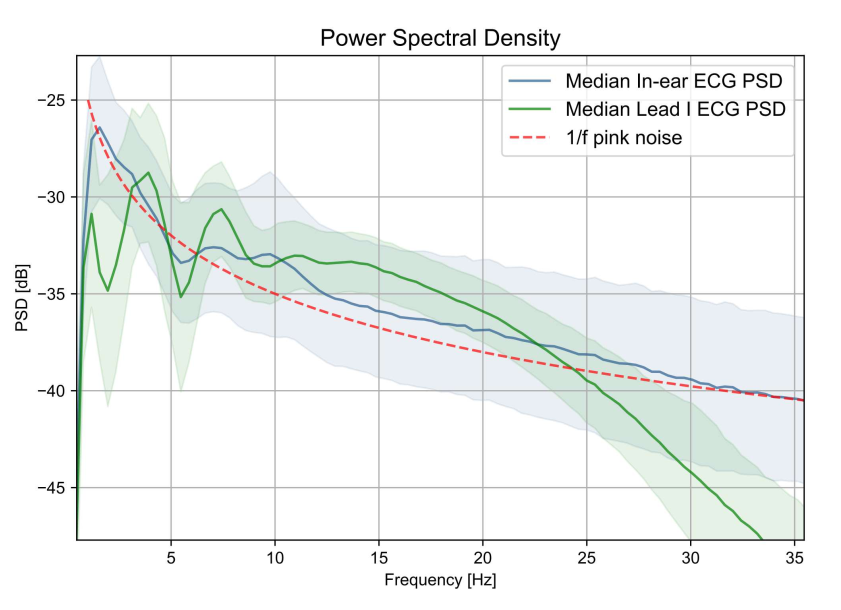 Power Spectral Density
Median In-ear ECG PSD
Median Lead I ECG PSD
1/f pink noise
PSD [dB]
−25
−30
−35
−40
−45
5 10 15 20 25 30 35
Frequency [Hz]